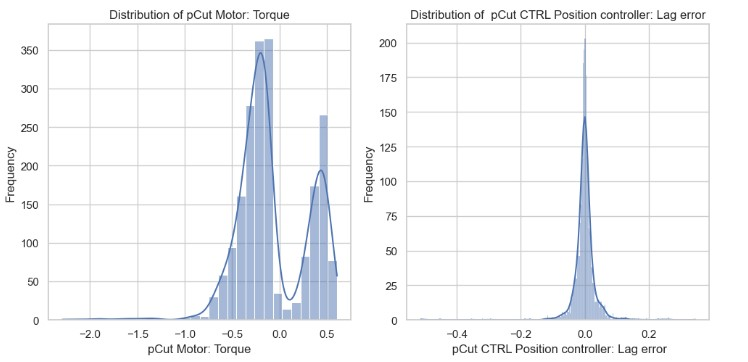 Distribution of pCut Motor: Torque
350
300
250
200
150
100
50
0
Frequency
−2.0 −1.5 −1.0 −0.5 0.0 0.5
pCut Motor: Torque
Distribution of  pCut CTRL Position controller: Lag error
200
175
150
125
100
75
50
25
0
Frequency
−0.4 −0.2 0.0 0.2
pCut CTRL Position controller: Lag error